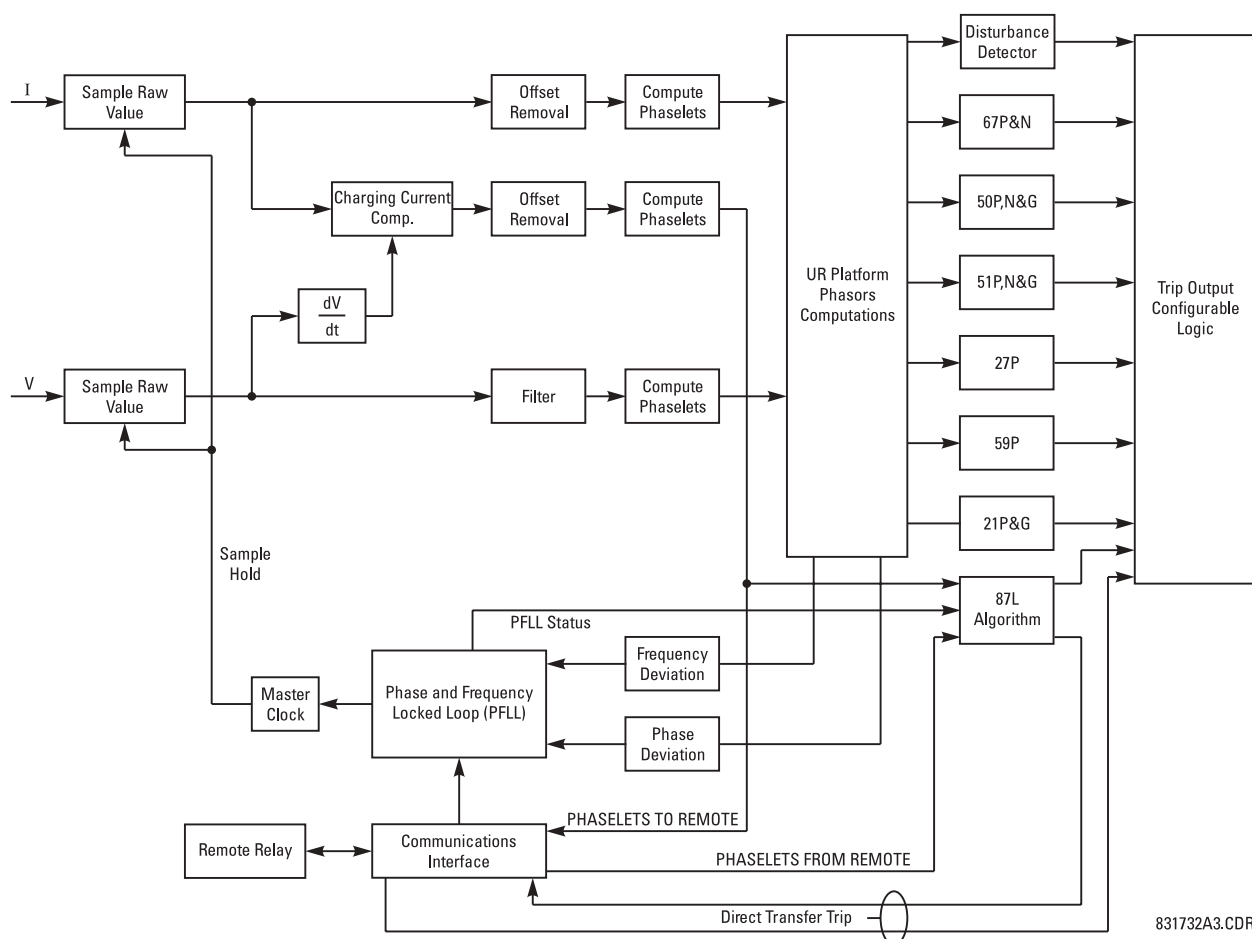 Disturbance
Detector
I
Sample Raw
Value
Offset
Removal
Compute
Phaselets
67P&N
Charging Current
Comp.
Offset
Removal
Compute
Phaselets
50P,N&G
UR Platform
Phasors
Computations
51P,N&G
Trip Output
Configurable
Logic
dV
dt
27P
V
Sample Raw
Value
Filter
Compute
Phaselets
59P
21P&G
Sample
Hold
87L
Algorithm
PFLL Status
Frequency
Deviation
Master
Clock
Phase and Frequency
Locked Loop (PFLL)
Phase
Deviation
PHASELETS TO REMOTE
Remote Relay
Communications
Interface
PHASELETS FROM REMOTE
Direct Transfer Trip
831732A3.CDR